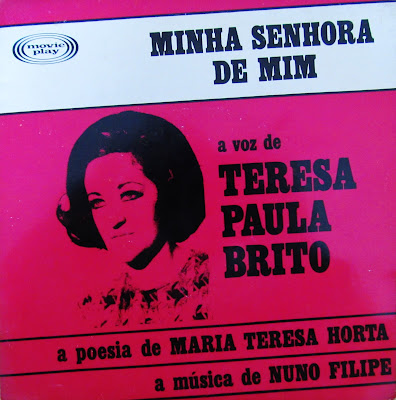 movie
play
MINHA SENHORA
DE MIM
a voz de
TERESA
PAULA
BRITO
a poesia de MARIA TERESA HORTA
a música de NUNO FILIPE